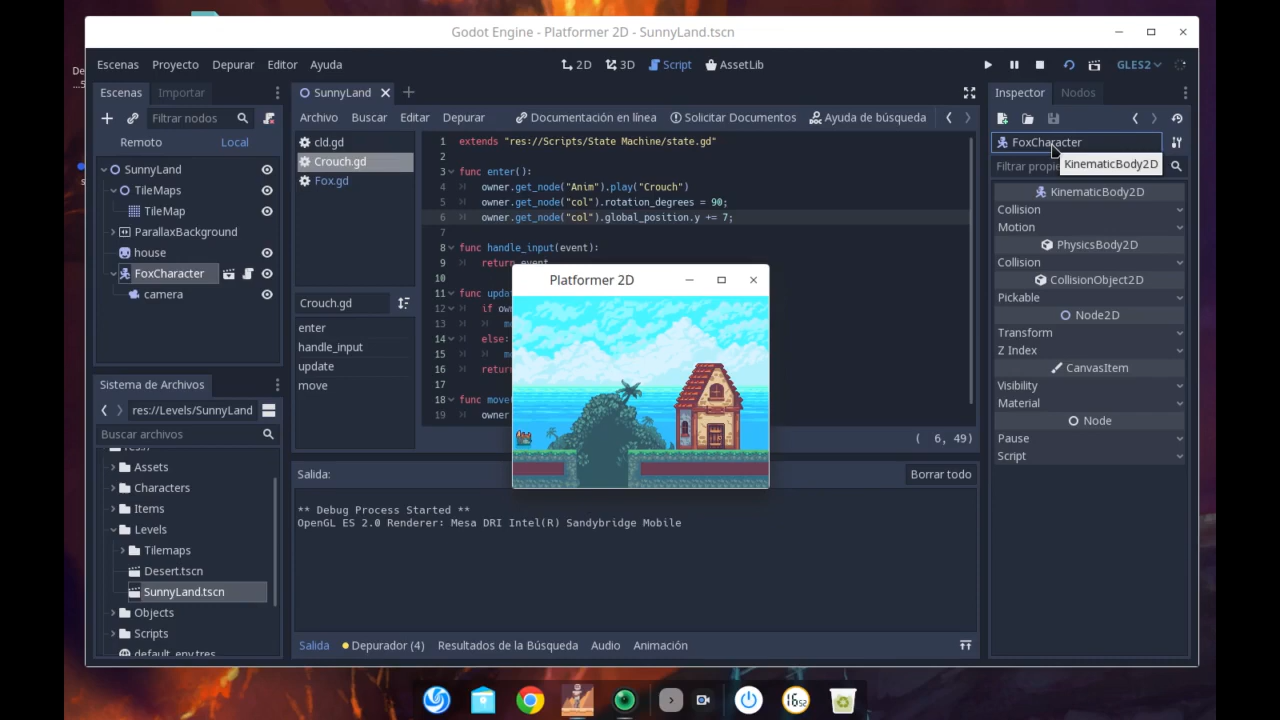 Godot Engine - Platformer 2D - SunnyLand.tscn
Escenas Proyecto Depurar Editor Ayuda
2D 3D Script AssetLib
GLES2
Escenas Importar
Filtrar nodos
Remoto Local
SunnyLand
TileMaps
TileMap
ParallaxBackground
house
FoxCharacter
camera
Sistema de Archivos
res://Levels/SunnyLand
Buscar archivos
res://
Assets
Characters
Items
Levels
Tilemaps
Desert.tscn
SunnyLand.tscn
Objects
Scripts
default_env.tres
SunnyLand
Archivo Buscar Editar Depurar
Documentación en línea Solicitar Documentos Ayuda de búsqueda
cld.gd
Crouch.gd
Fox.gd
Crouch.gd
enter
handle_input
update
move
1 extends "res://Scripts/State Machine/state.gd"
2
3 func enter():
4 owner.get_node("Anim").play("Crouch")
5 owner.get_node("col").rotation_degrees = 90;
6 owner.get_node("col").global_position.y += 7;
7
8 func handle_input(event):
9 return event
10
11 func upda
12 if ow
13 m
14 else:
15 m
16 retur
17
18 func move
19 owner
( 6, 49)
Platformer 2D
Salida:
Borrar todo
** Debug Process Started **
OpenGL ES 2.0 Renderer: Mesa DRI Intel(R) Sandybridge Mobile
Salida Depurador (4) Resultados de la Búsqueda Audio Animación
Inspector Nodos
FoxCharacter
KinematicBody2D
Filtrar propie
KinematicBody2D
Collision
Motion
PhysicsBody2D
Collision
CollisionObject2D
Pickable
Node2D
Transform
Z Index
CanvasItem
Visibility
Material
Node
Pause
Script
16 52